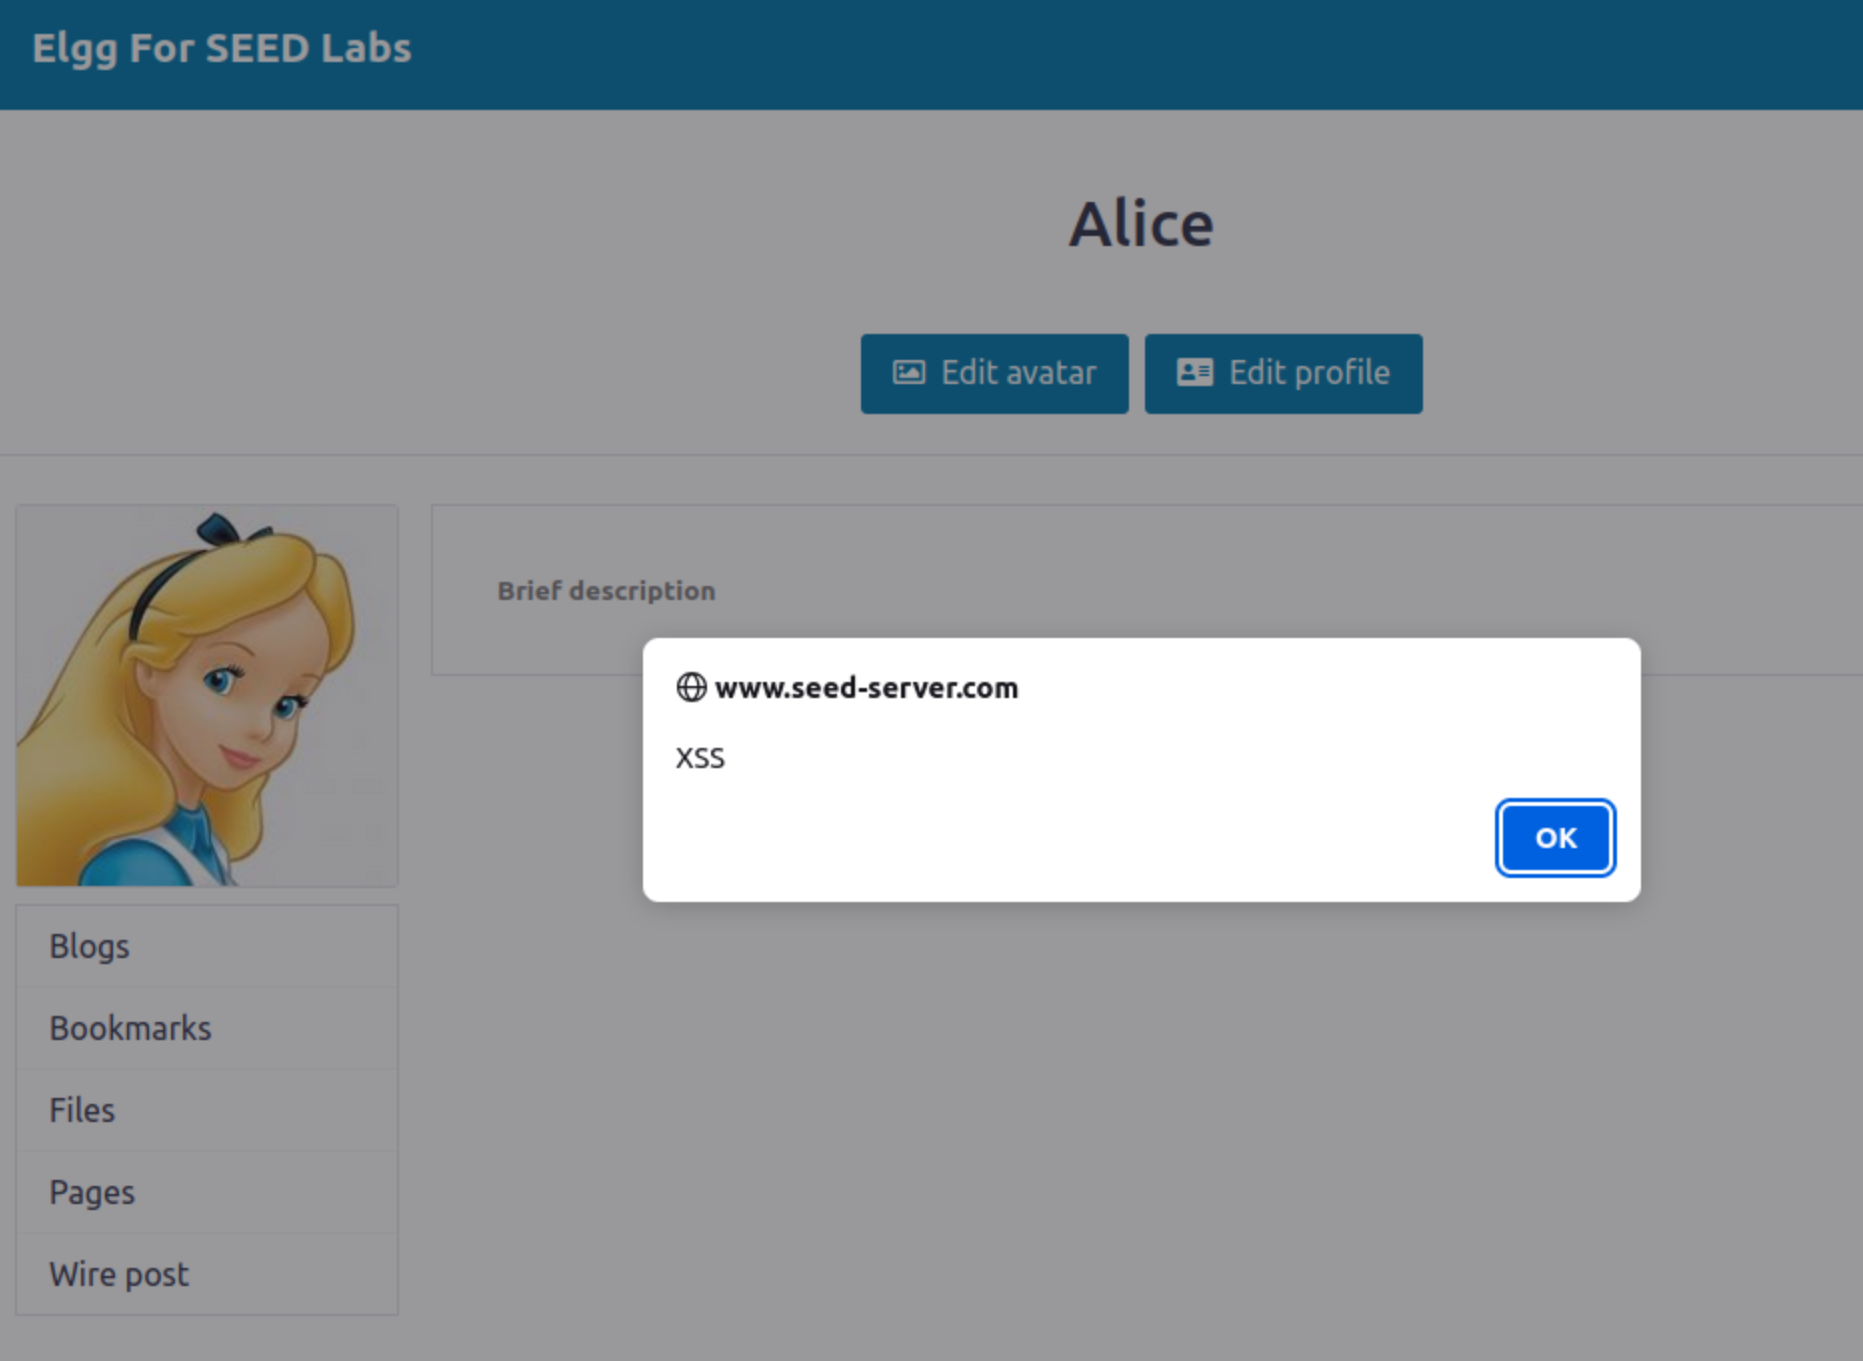 Elgg For SEED Labs
Alice
Edit avatar
Edit profile
Brief description
www.seed-server.com
XSS
OK
Blogs
Bookmarks
Files
Pages
Wire post